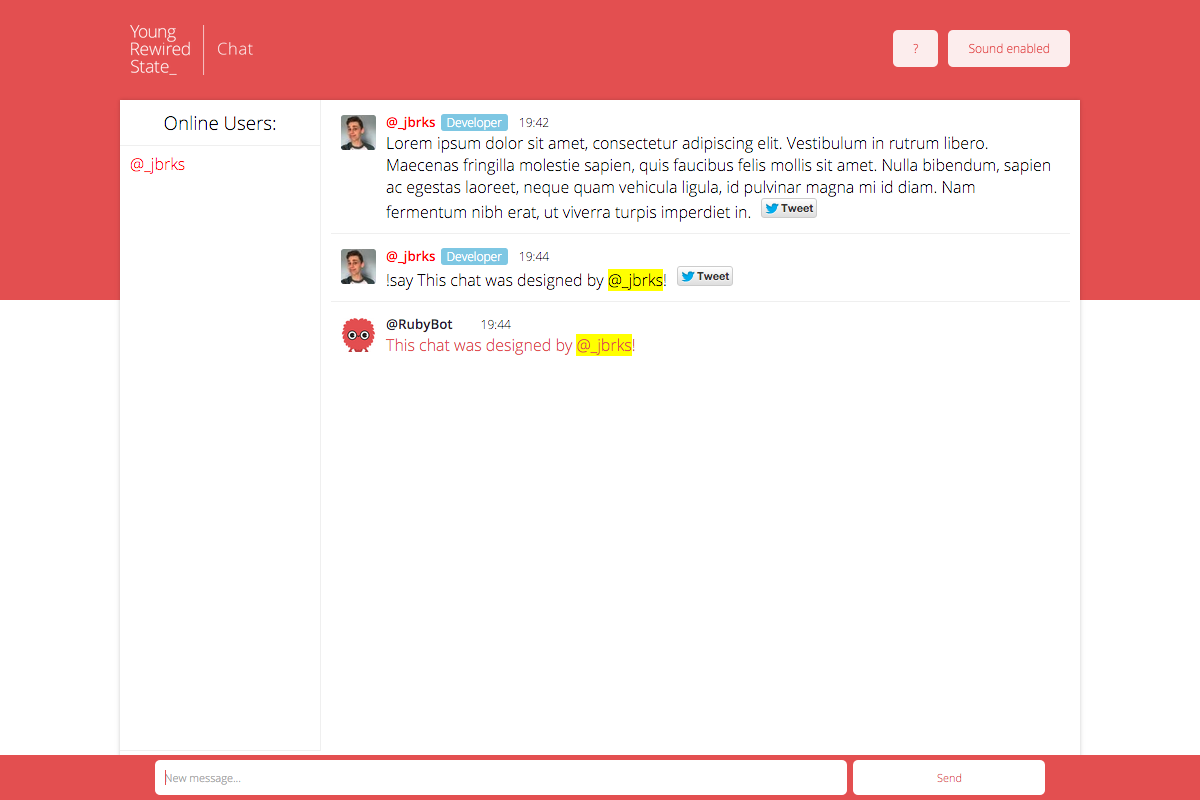 Young
Rewired
State_
Chat
?
Sound enabled
Online Users:
@_jbrks
@_jbrks Developer 19:42
Lorem ipsum dolor sit amet, consectetur adipiscing elit. Vestibulum in rutrum libero.
Maecenas fringilla molestie sapien, quis faucibus felis mollis sit amet. Nulla bibendum, sapien
ac egestas laoreet, neque quam vehicula ligula, id pulvinar magna mi id diam. Nam
fermentum nibh erat, ut viverra turpis imperdiet in. Tweet
@_jbrks Developer 19:44
!say This chat was designed by @_jbrks! Tweet
@RubyBot 19:44
This chat was designed by @_jbrks!
New message...
Send